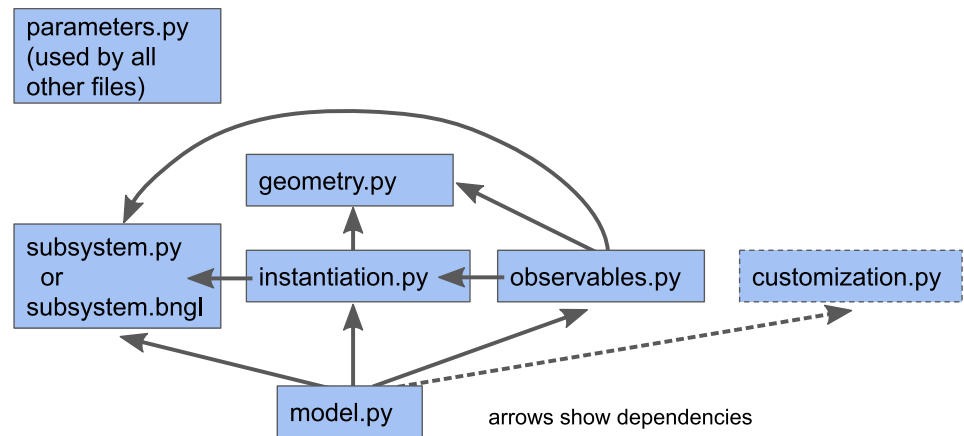 parameters.py
(used by all
other files)
geometry.py
subsystem.py
or
subsystem.bngl
instantiation.py
observables.py
customization.py
model.py
arrows show dependencies